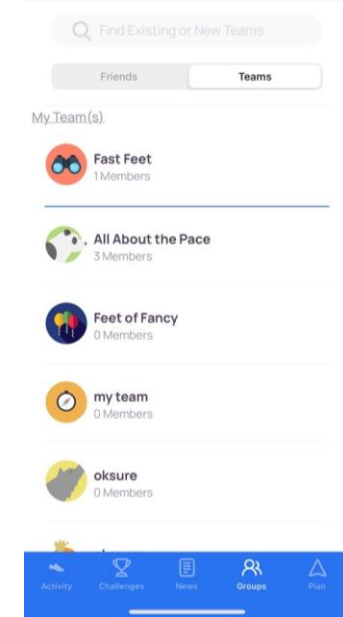 Find Existing or New Teams
Friends
Teams
My Team(s)
Fast Feet
1 Members
All About the Pace
3 Members
Feet of Fancy
0 Members
my team
0 Members
oksure
0 Members
Activity
Challenges
News
Groups
Plan